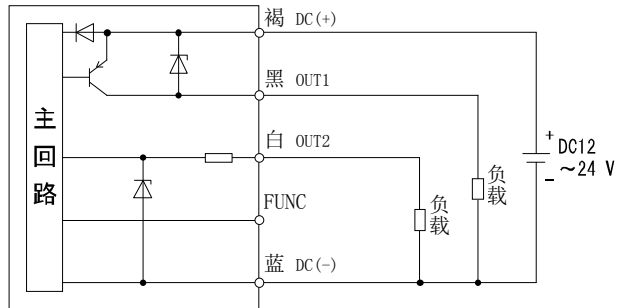 主回路
褐 DC(+)
黑 OUT1
白 OUT2
FUNC
蓝 DC(-)
负载
负载
+
DC12
～24 V
-